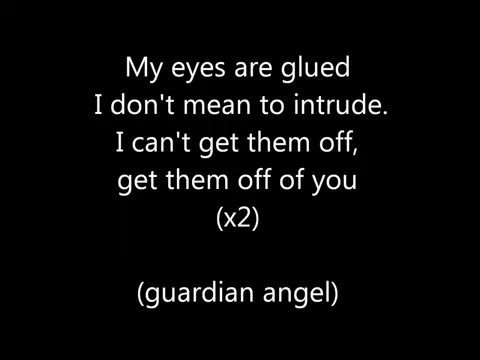 My eyes are glued
I don't mean to intrude.
I can't get them off,
get them off of you
(x2)
(guardian angel)